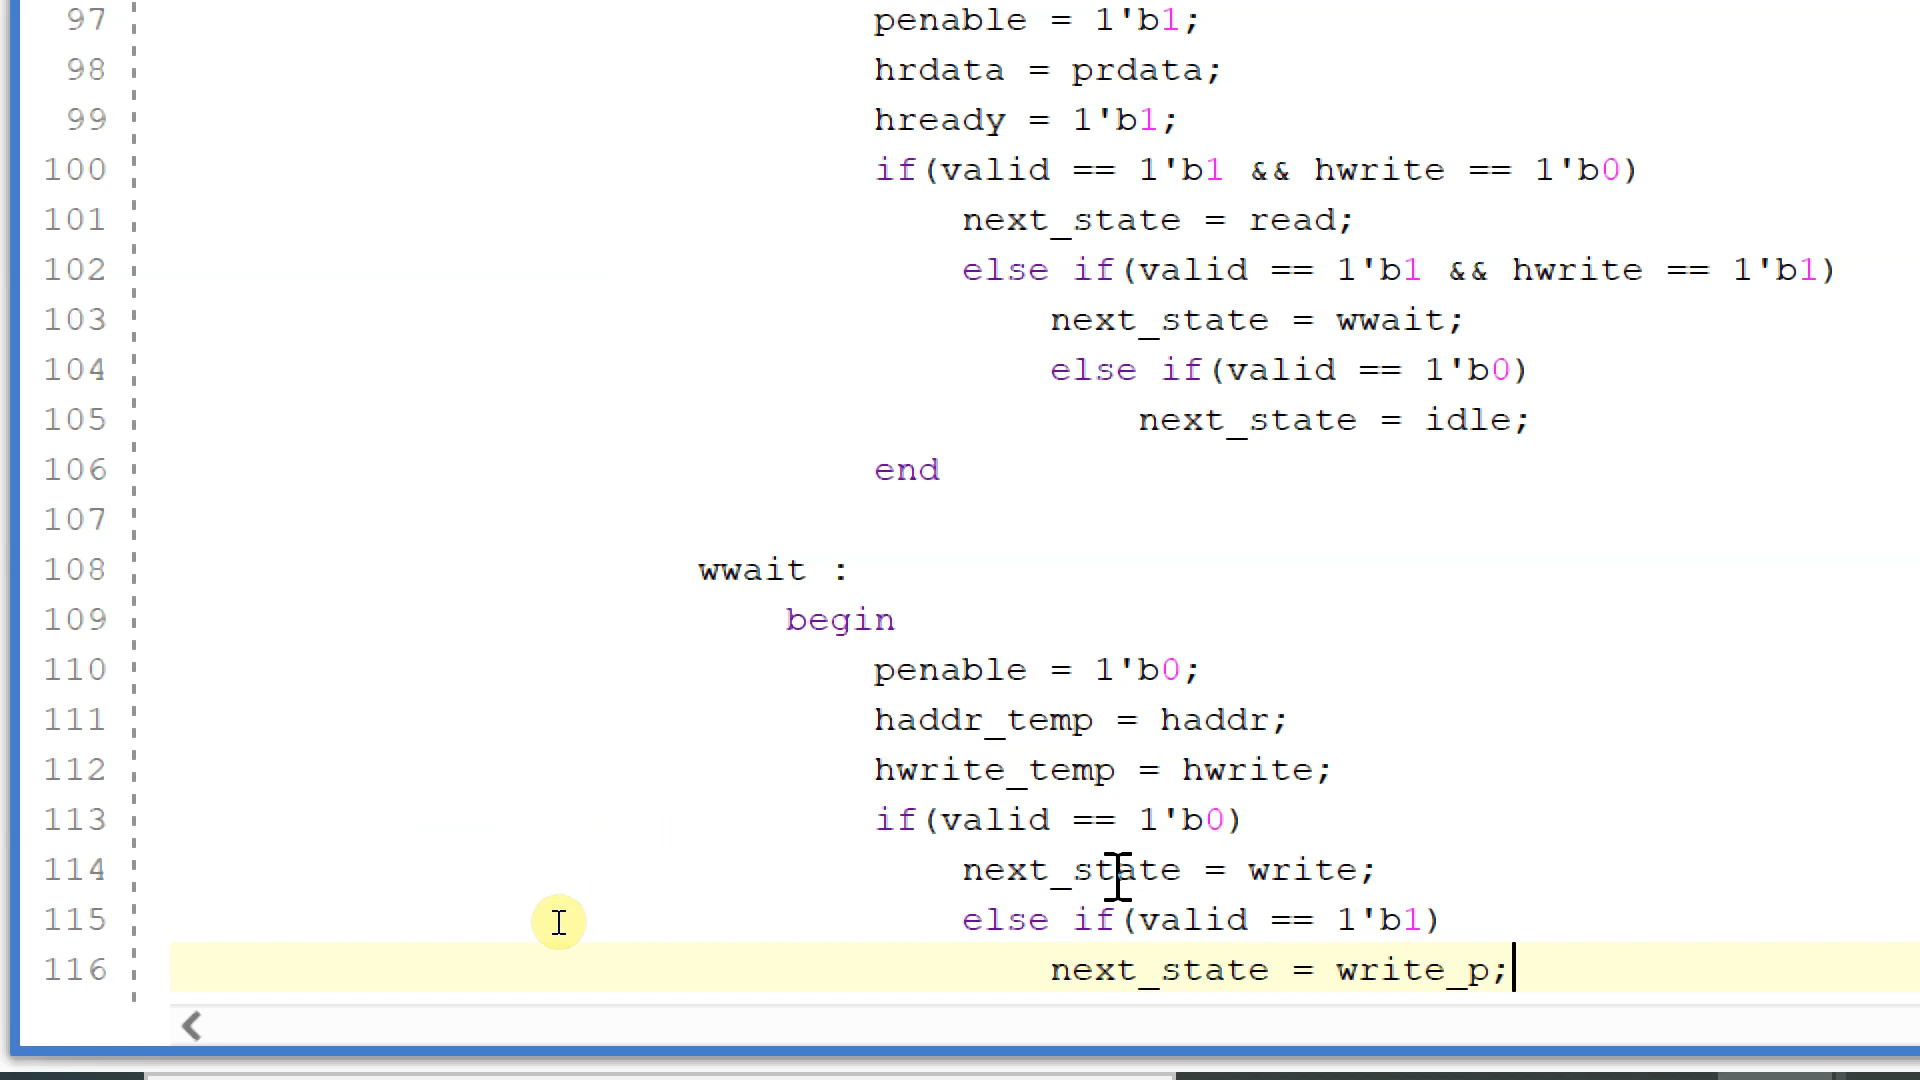 97 penable = 1'b1;
98 hrdata = prdata;
99 hready = 1'b1;
100 if(valid == 1'b1 && hwrite == 1'b0)
101 next_state = read;
102 else if(valid == 1'b1 && hwrite == 1'b1)
103 next_state = wwait;
104 else if(valid == 1'b0)
105 next_state = idle;
106 end
107
108 wwait :
109 begin
110 penable = 1'b0;
111 haddr_temp = haddr;
112 hwrite_temp = hwrite;
113 if(valid == 1'b0)
114 next_state = write;
115 else if(valid == 1'b1)
116 next_state = write_p;